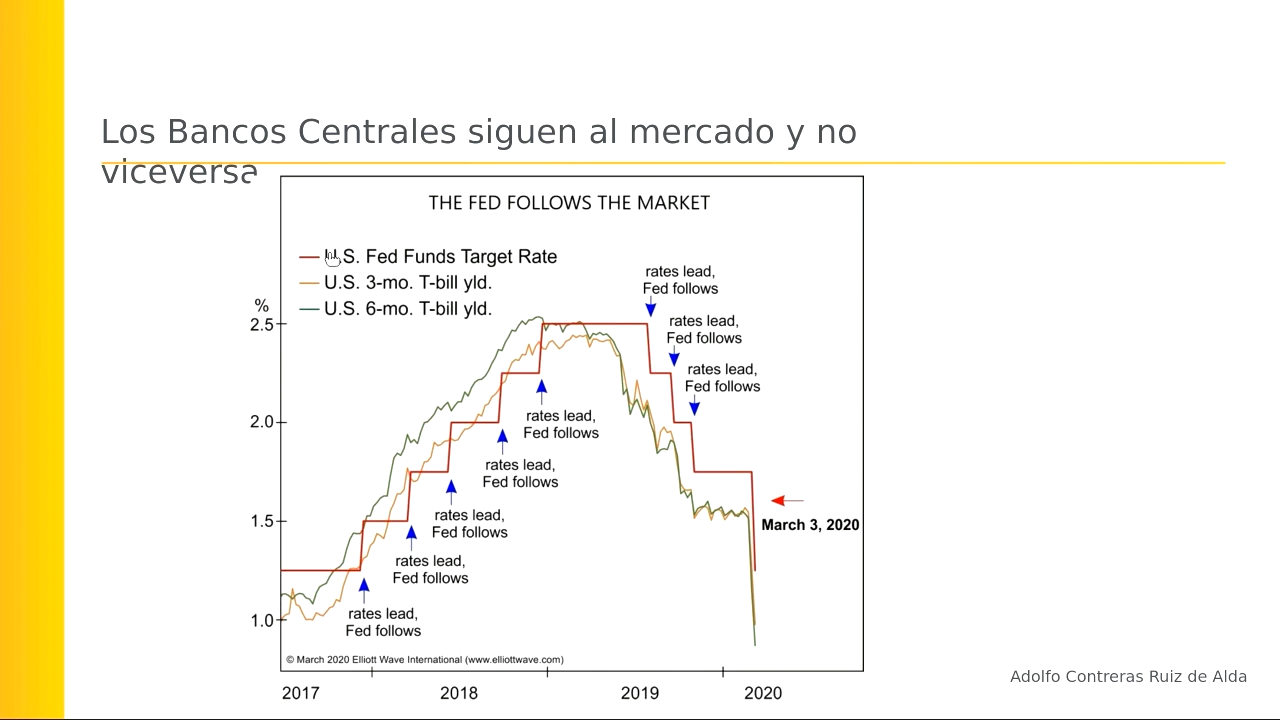 Los Bancos Centrales siguen al mercado y no
viceversa
THE FED FOLLOWS THE MARKET
U.S. Fed Funds Target Rate
U.S. 3-mo. T-bill yld.
U.S. 6-mo. T-bill yld.
%
2.5
2.0
1.5
1.0
rates lead,
Fed follows
rates lead,
Fed follows
rates lead,
Fed follows
rates lead,
Fed follows
rates lead,
Fed follows
rates lead,
Fed follows
rates lead,
Fed follows
rates lead,
Fed follows
March 3, 2020
© March 2020 Elliott Wave International (www.elliottwave.com)
2017
2018
2019
2020
Adolfo Contreras Ruiz de Alda